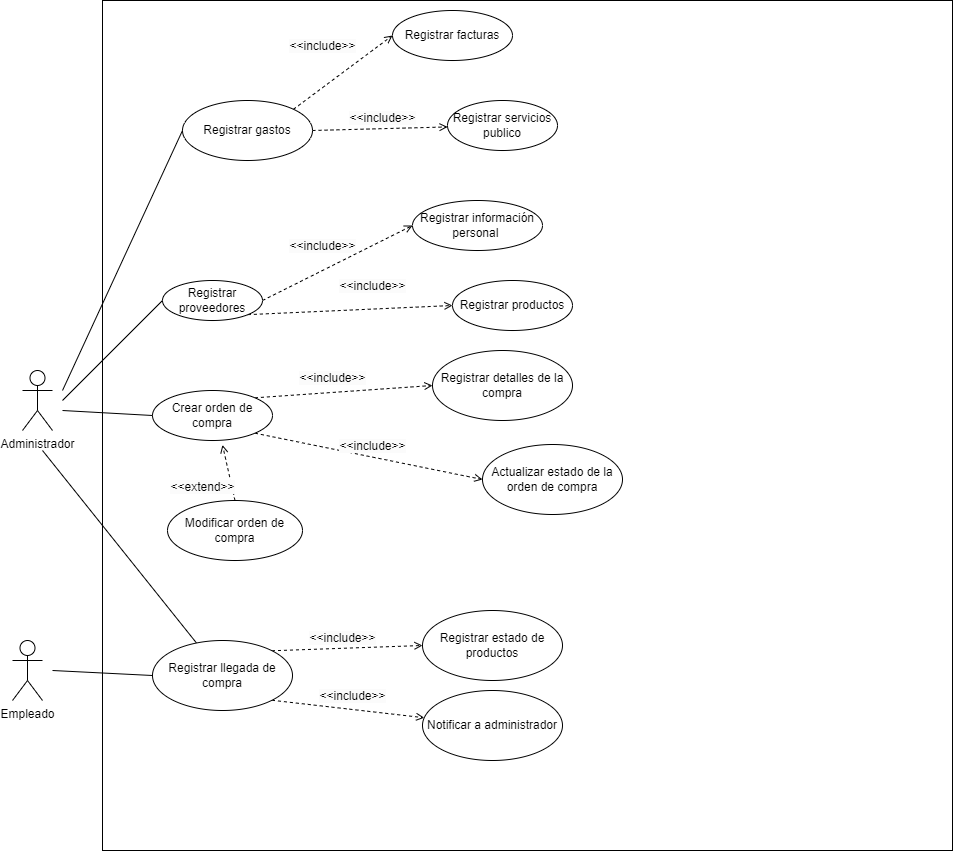 <<include>>
Registrar facturas
Registrar gastos
<<include>>
Registrar servicios
publico
<<include>>
Registrar información
personal
Registrar
proveedores
<<include>>
Registrar productos
Administrador
Crear orden de
compra
<<include>>
Registrar detalles de la
compra
<<include>>
Actualizar estado de la
orden de compra
<<extend>>
Modificar orden de
compra
Empleado
Registrar llegada de
compra
<<include>>
Registrar estado de
productos
<<include>>
Notificar a administrador